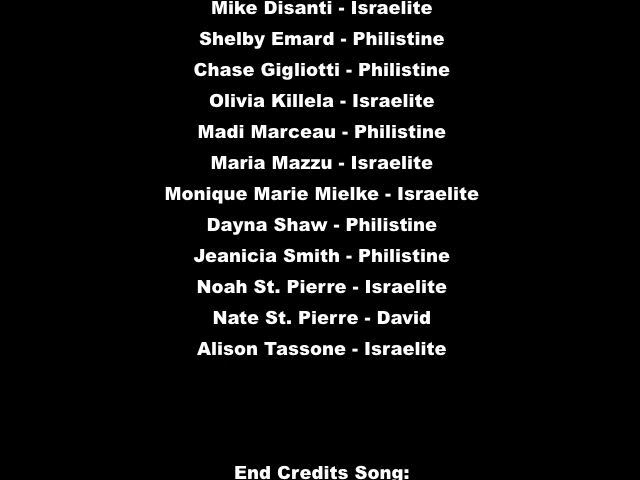 Mike Disanti - Israelite
Shelby Emard - Philistine
Chase Gigliotti - Philistine
Olivia Killela - Israelite
Madi Marceau - Philistine
Maria Mazzu - Israelite
Monique Marie Mielke - Israelite
Dayna Shaw - Philistine
Jeanicia Smith - Philistine
Noah St. Pierre - Israelite
Nate St. Pierre - David
Alison Tassone - Israelite
End Credits Song: